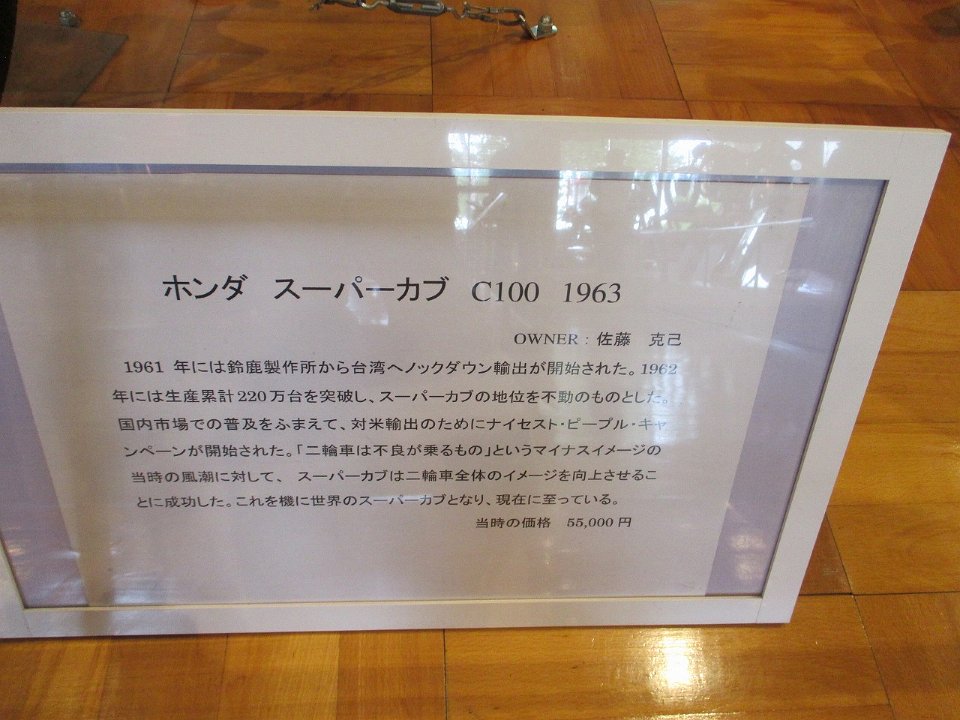 ホンダ スーパーカブ C100 1963
OWNER : 佐藤 克己
1961 年には鈴鹿製作所から台湾へノックダウン輸出が開始された。1962
年には生産累計220万台を突破し、スーパーカブの地位を不動のものとした。
国内市場での普及をふまえて、対米輸出のためにナイセスト・ピープル・キャ
ンペーンが開始された。「二輪車は不良が乗るもの」というマイナスイメージの
当時の風潮に対して、 スーパーカブは二輪車全体のイメージを向上させるこ
とに成功した。これを機に世界のスーパーカブとなり、現在に至っている。
当時の価格 55,000 円